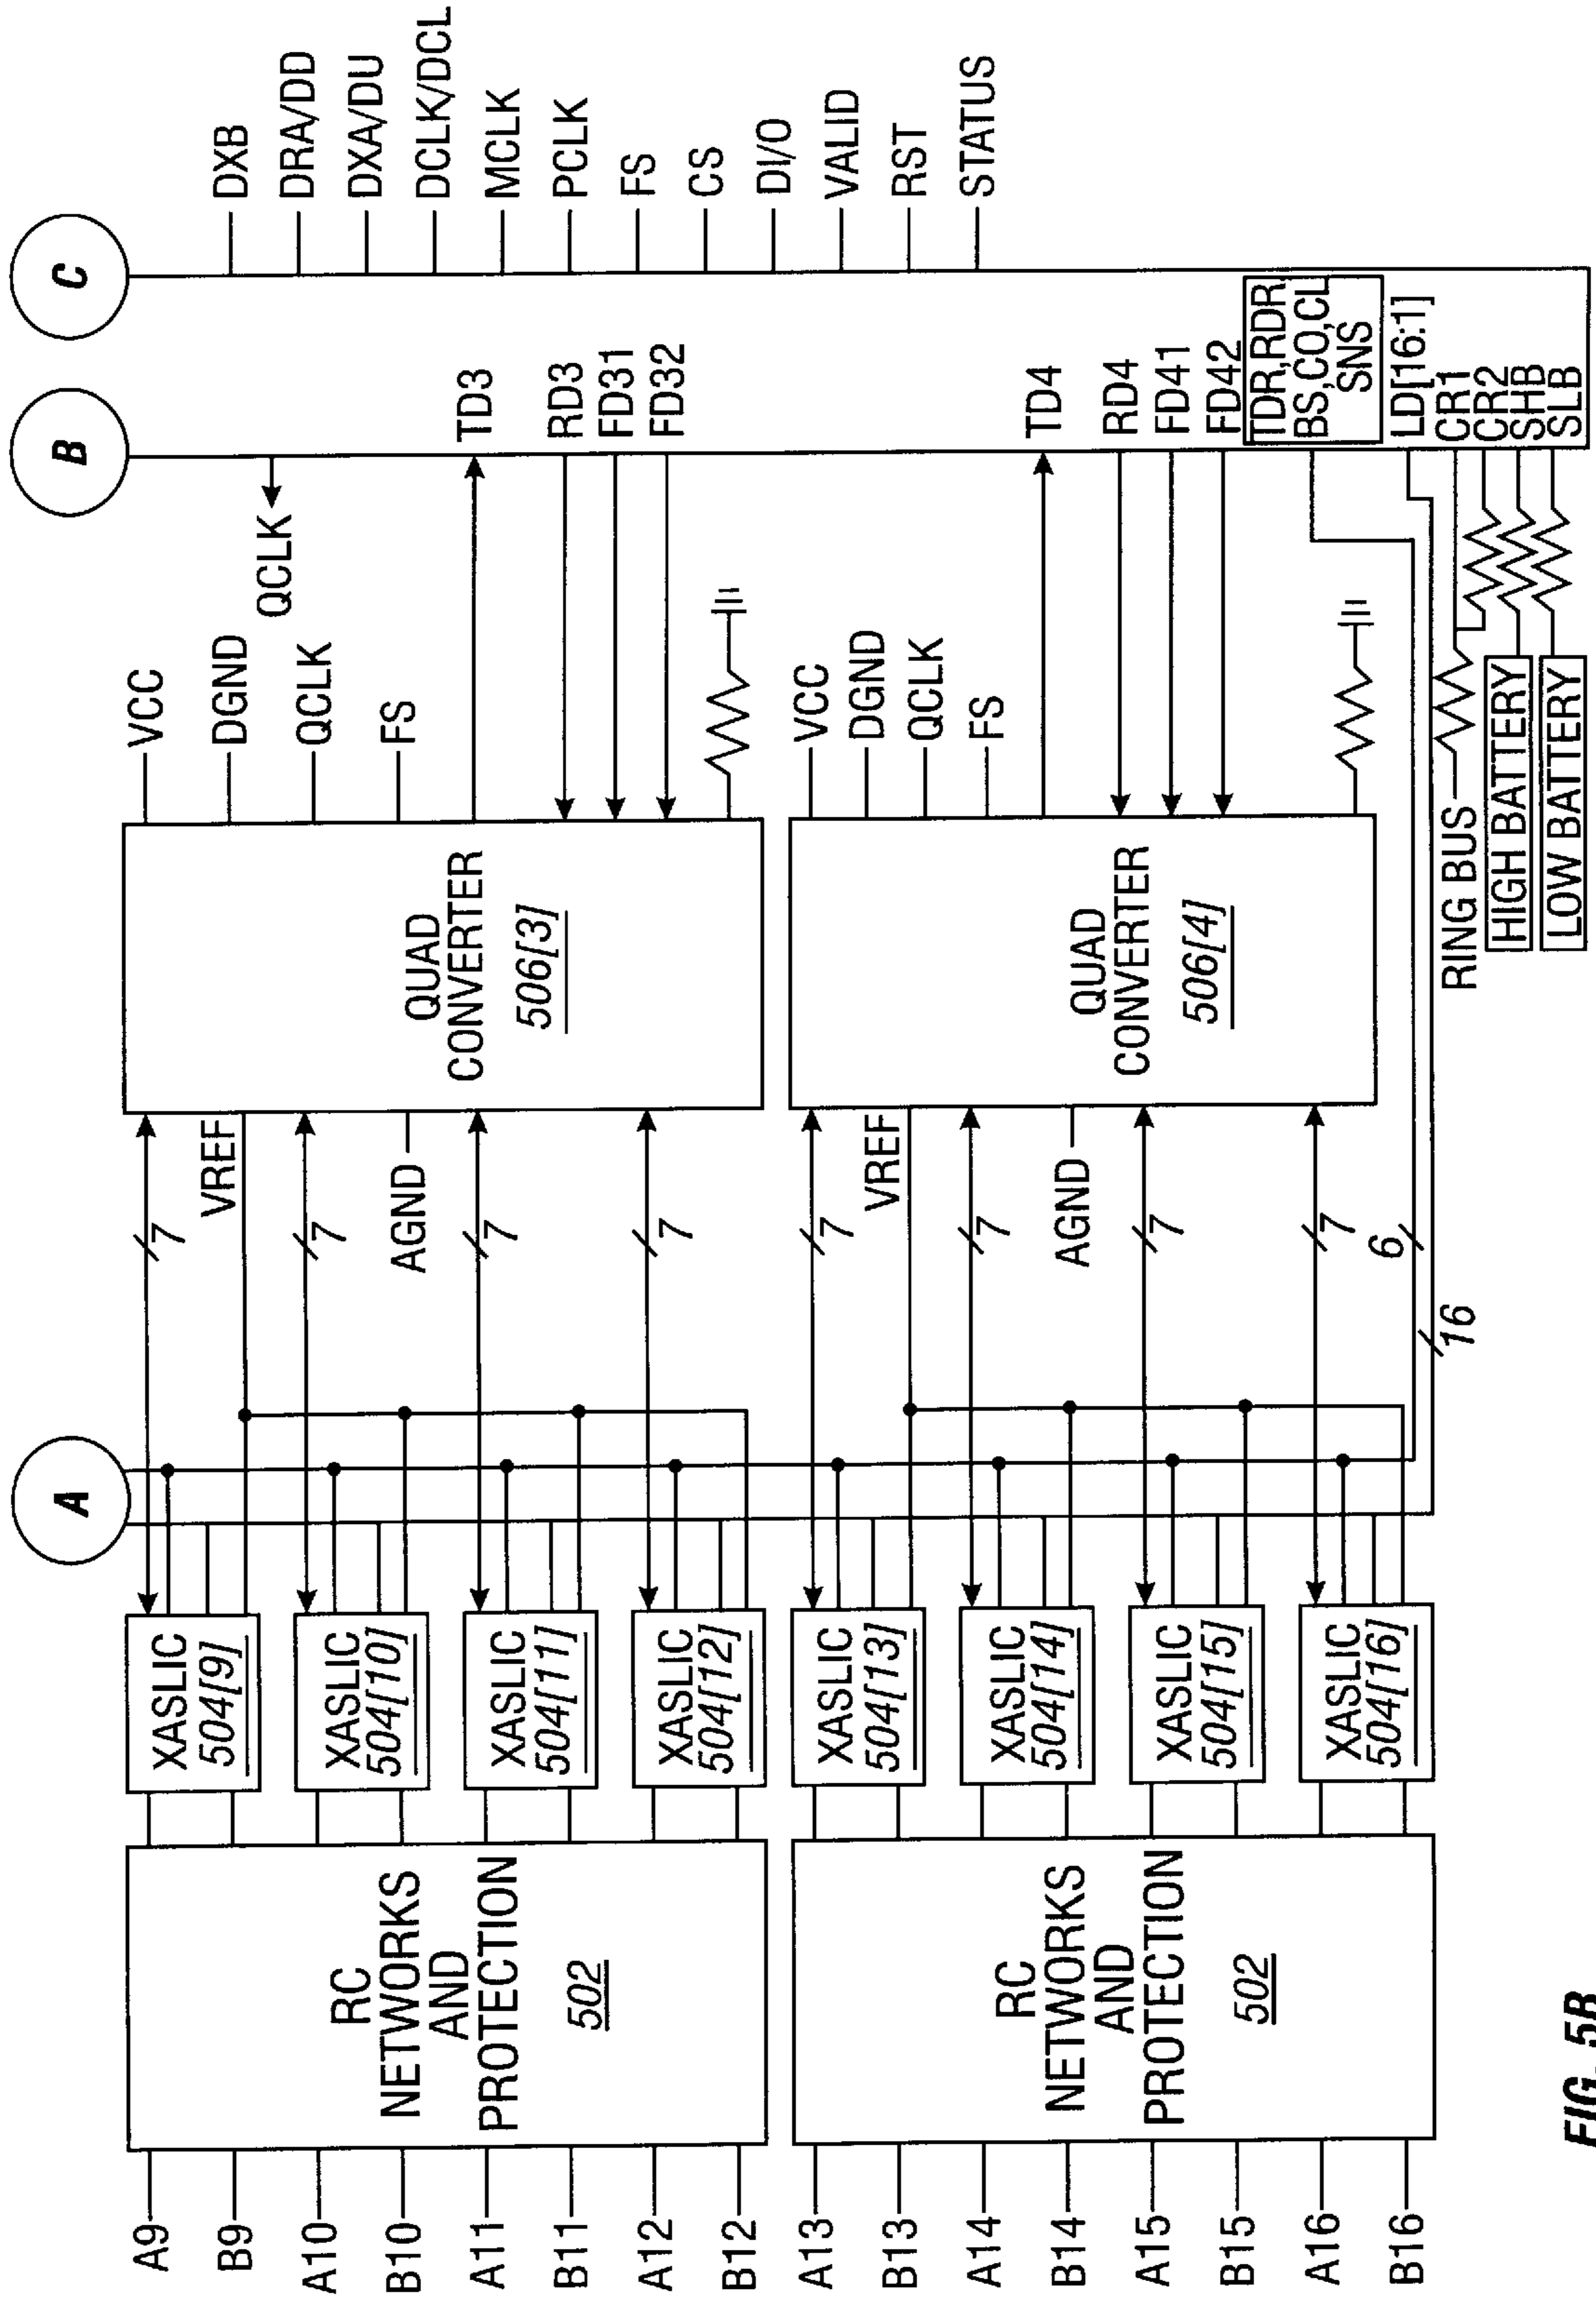 A
B
C
A9
B9
A10
B10
A11
B11
A12
B12
A13
B13
A14
B14
A15
B15
A16
B16
RC
NETWORKS
AND
PROTECTION
502
RC
NETWORKS
AND
PROTECTION
502
XASLIC
504[9]
XASLIC
504[10]
XASLIC
504[11]
XASLIC
504[12]
XASLIC
504[13]
XASLIC
504[14]
XASLIC
504[15]
XASLIC
504[16]
7
VREF
7
AGND
7
7
7
VREF
7
AGND
7
7
6
16
QUAD
CONVERTER
506[3]
QUAD
CONVERTER
506[4]
VCC
DGND
QCLK
FS
VCC
DGND
QCLK
FS
RING BUS
HIGH BATTERY
LOW BATTERY
QCLK
TD3
RD3
FD31
FD32
TD4
RD4
FD41
FD42
TDR,RDR,
BS,CO,CL
SNS
LD[16:1]
CR1
CR2
SHB
SLB
DXB
DRA/DD
DXA/DU
DCLK/DCL
MCLK
PCLK
FS
CS
DI/O
VALID
RST
STATUS
FIG. 5B